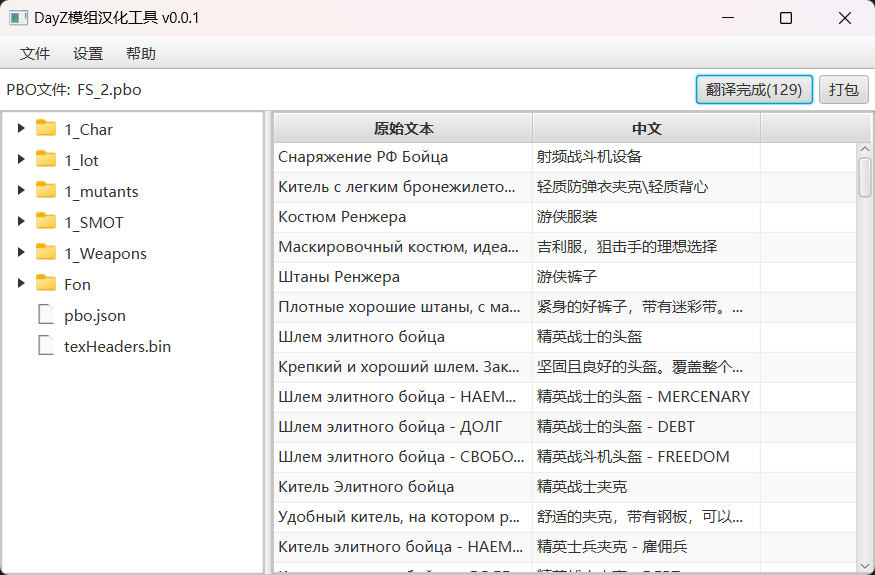 DayZ模组汉化工具 v0.0.1
文件 设置 帮助
PBO文件: FS_2.pbo 翻译完成(129) 打包
1_Char
1_lot
1_mutants
1_SMOT
1_Weapons
Fon
pbo.json
texHeaders.bin
原始文本 中文
Снаряжение РФ Бойца 射频战斗机设备
Китель с легким бронежилето... 轻质防弹衣夹克\轻质背心
Костюм Ренжера 游侠服装
Маскировочный костюм, идеа... 吉利服，狙击手的理想选择
Штаны Ренжера 游侠裤子
Плотные хорошие штаны, с ма... 紧身的好裤子，带有迷彩带。...
Шлем элитного бойца 精英战士的头盔
Крепкий и хороший шлем. Зак... 坚固且良好的头盔。覆盖整个...
Шлем элитного бойца - НАЕМ... 精英战士的头盔 - MERCENARY
Шлем элитного бойца - ДОЛГ 精英战士的头盔 - DEBT
Шлем элитного бойца - СВОБО... 精英战斗机头盔 - FREEDOM
Китель Элитного бойца 精英战士夹克
Удобный китель, на котором р... 舒适的夹克，带有钢板，可以...
Китель элитного бойца - НАЕМ... 精英士兵夹克 - 雇佣兵